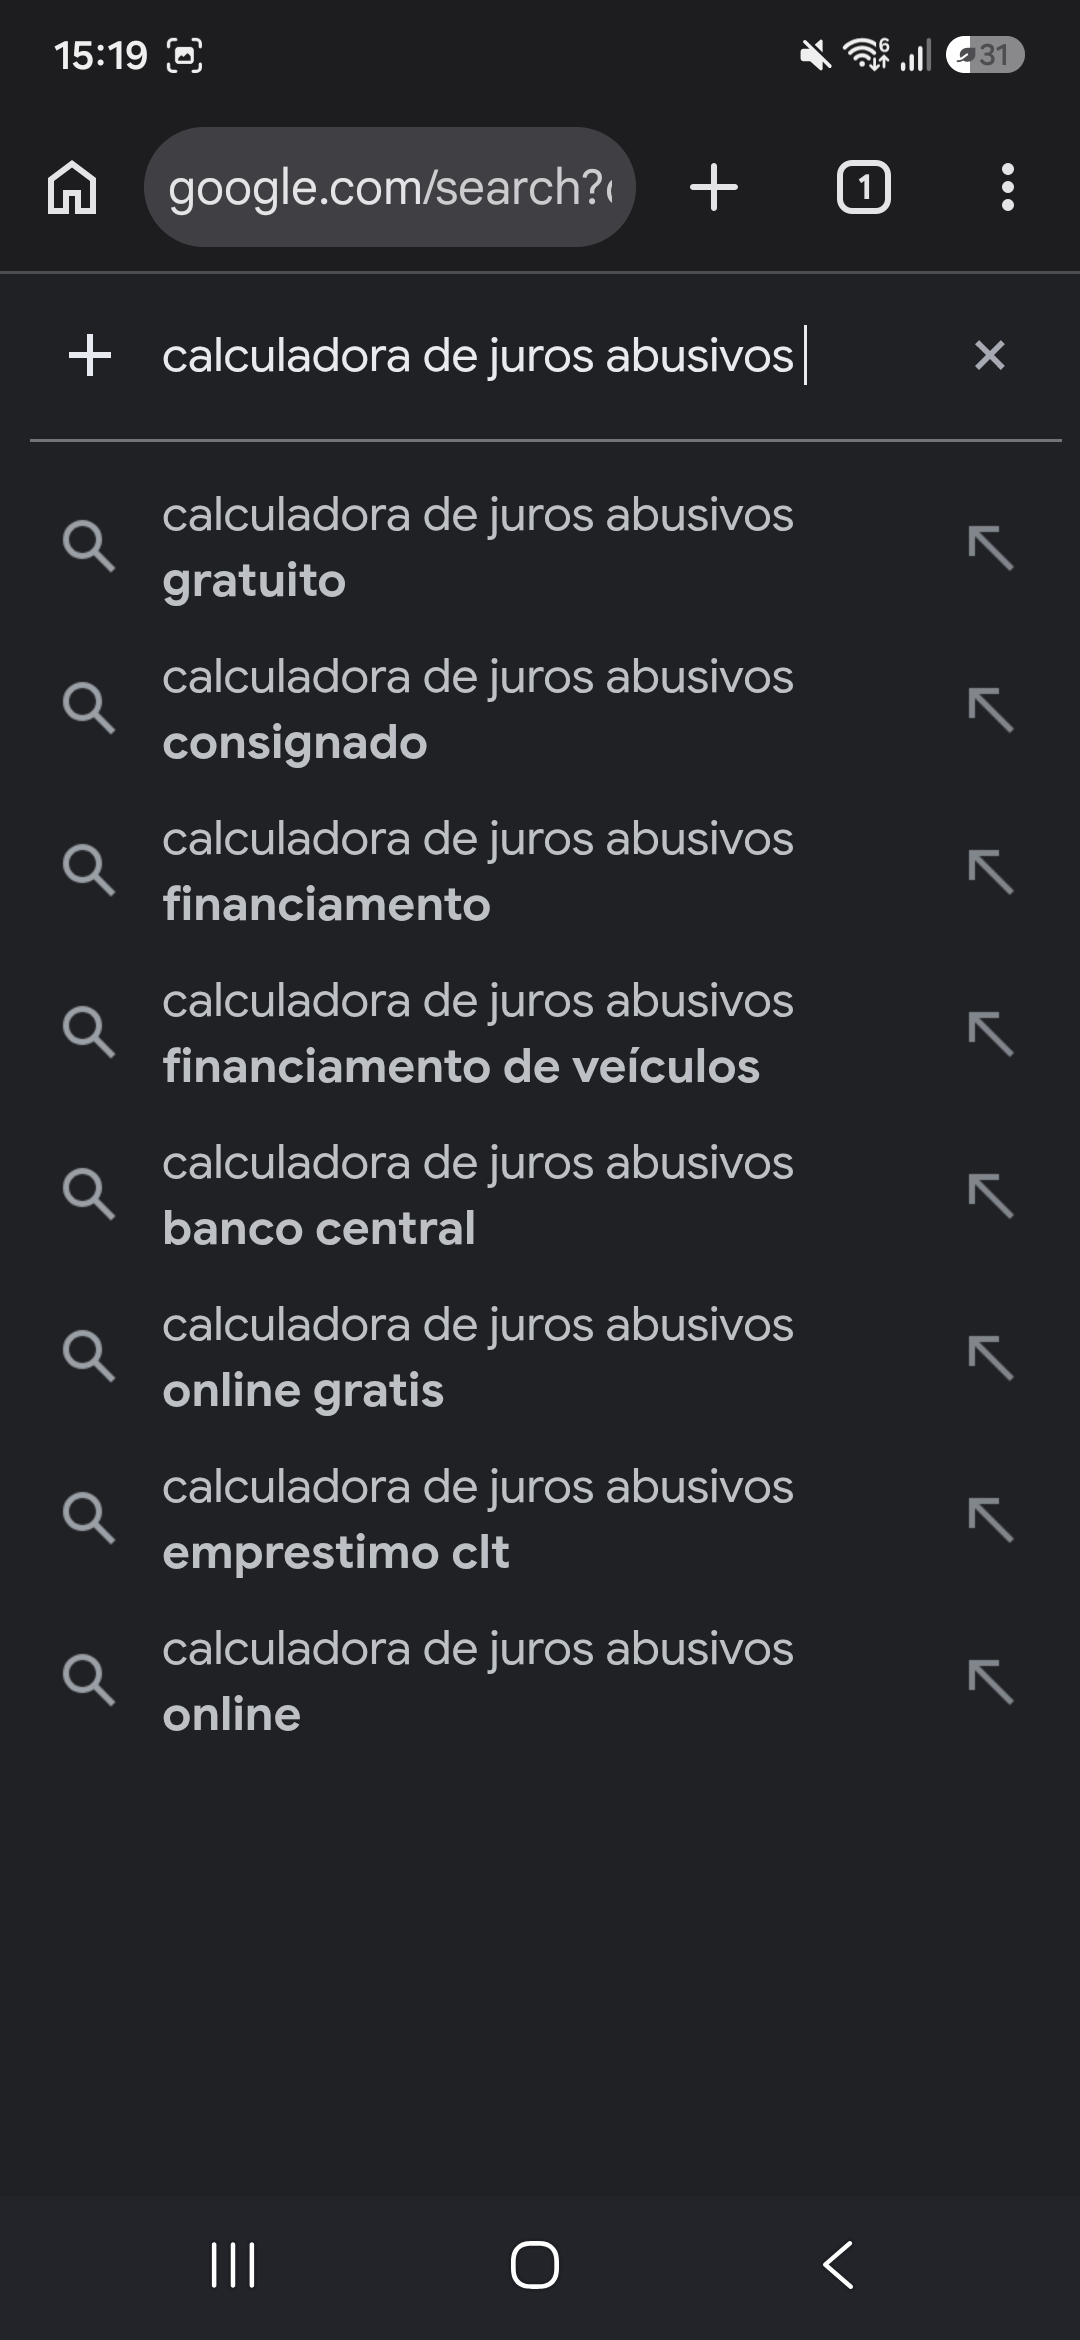 15:19
6
31
google.com/search?
1
calculadora de juros abusivos
calculadora de juros abusivos
gratuito
calculadora de juros abusivos
consignado
calculadora de juros abusivos
financiamento
calculadora de juros abusivos
financiamento de veículos
calculadora de juros abusivos
banco central
calculadora de juros abusivos
online gratis
calculadora de juros abusivos
emprestimo clt
calculadora de juros abusivos
online